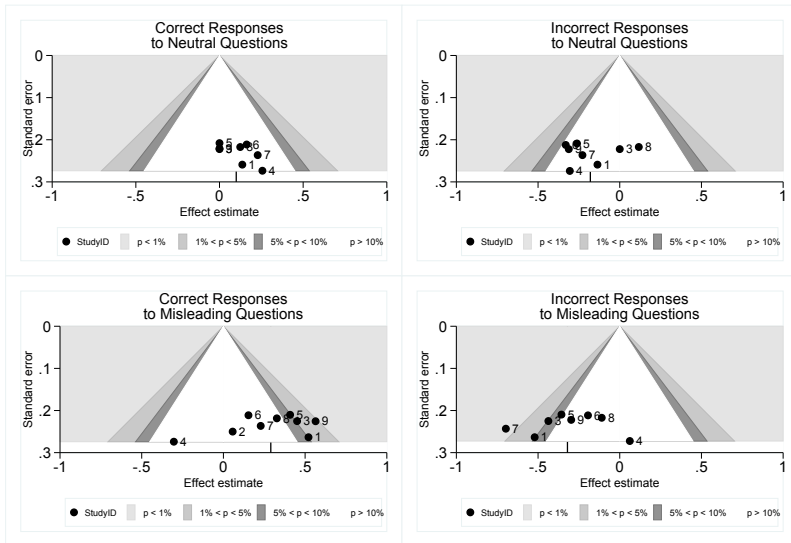 Correct Responses
to Neutral Questions
Standard error
0
.1
.2
.3
5
6
8
7
1
4
-1 -.5 0 .5 1
Effect estimate
StudyID p < 1% 1% < p < 5% 5% < p < 10% p > 10%
Incorrect Responses
to Neutral Questions
Standard error
0
.1
.2
.3
5
9
7
3
8
1
4
-1 -.5 0 .5 1
Effect estimate
StudyID p < 1% 1% < p < 5% 5% < p < 10% p > 10%
Correct Responses
to Misleading Questions
Standard error
0
.1
.2
.3
6
5
8
3
9
7
2
1
4
-1 -.5 0 .5 1
Effect estimate
StudyID p < 1% 1% < p < 5% 5% < p < 10% p > 10%
Incorrect Responses
to Misleading Questions
Standard error
0
.1
.2
.3
5
6
8
3
9
7
1
4
-1 -.5 0 .5 1
Effect estimate
StudyID p < 1% 1% < p < 5% 5% < p < 10% p > 10%